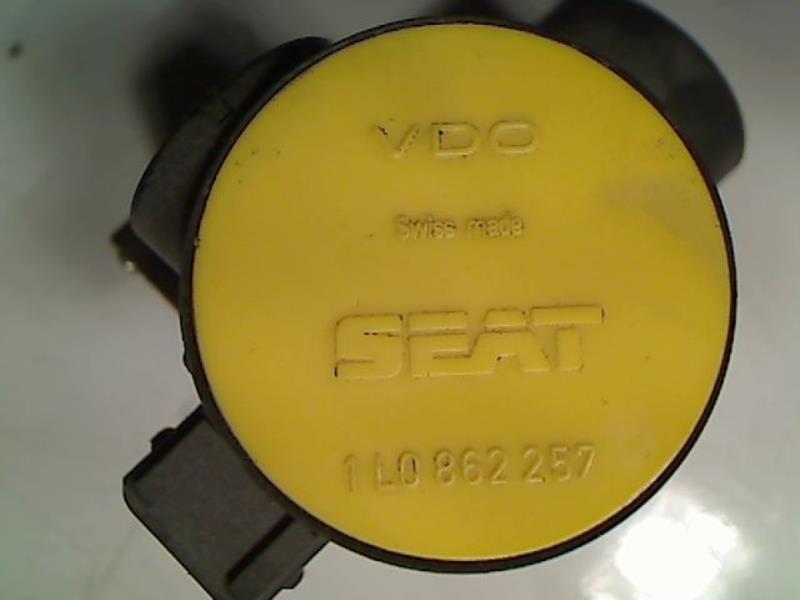 VDO
Swiss made
SEAT
1L0 862 257